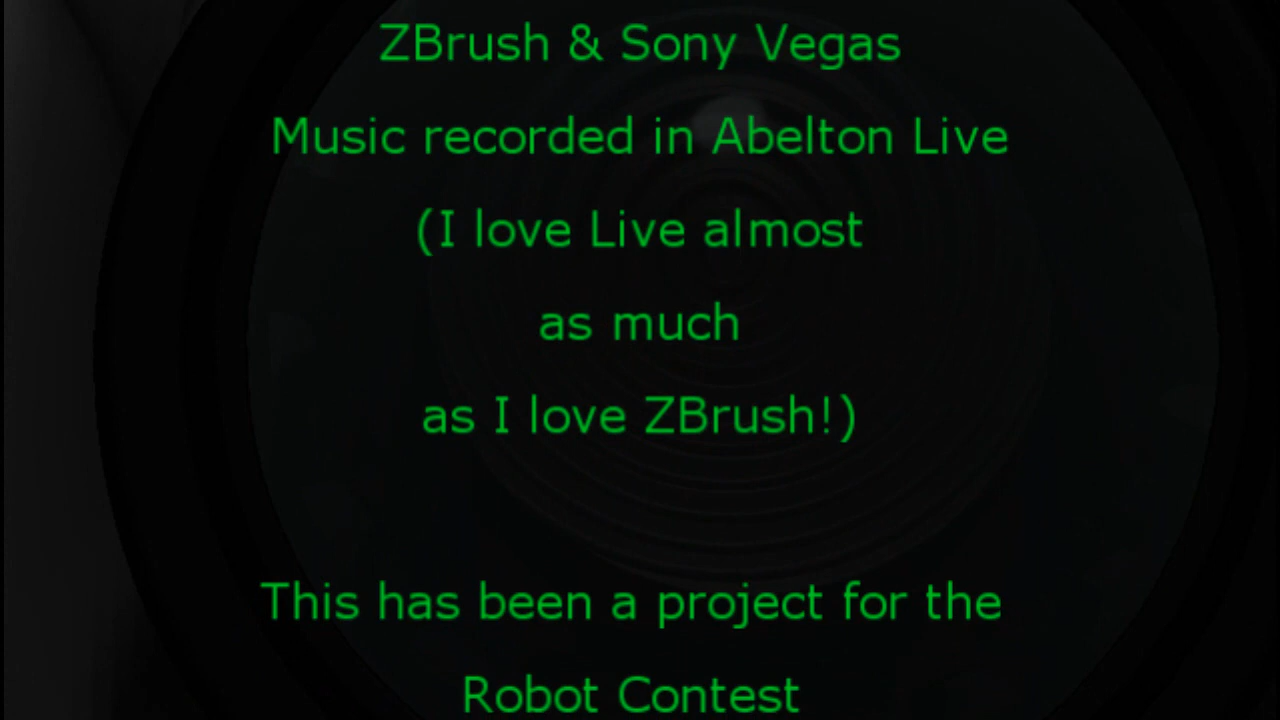 ZBrush & Sony Vegas
Music recorded in Abelton Live
(I love Live almost
as much
as I love ZBrush!)
This has been a project for the
Robot Contest